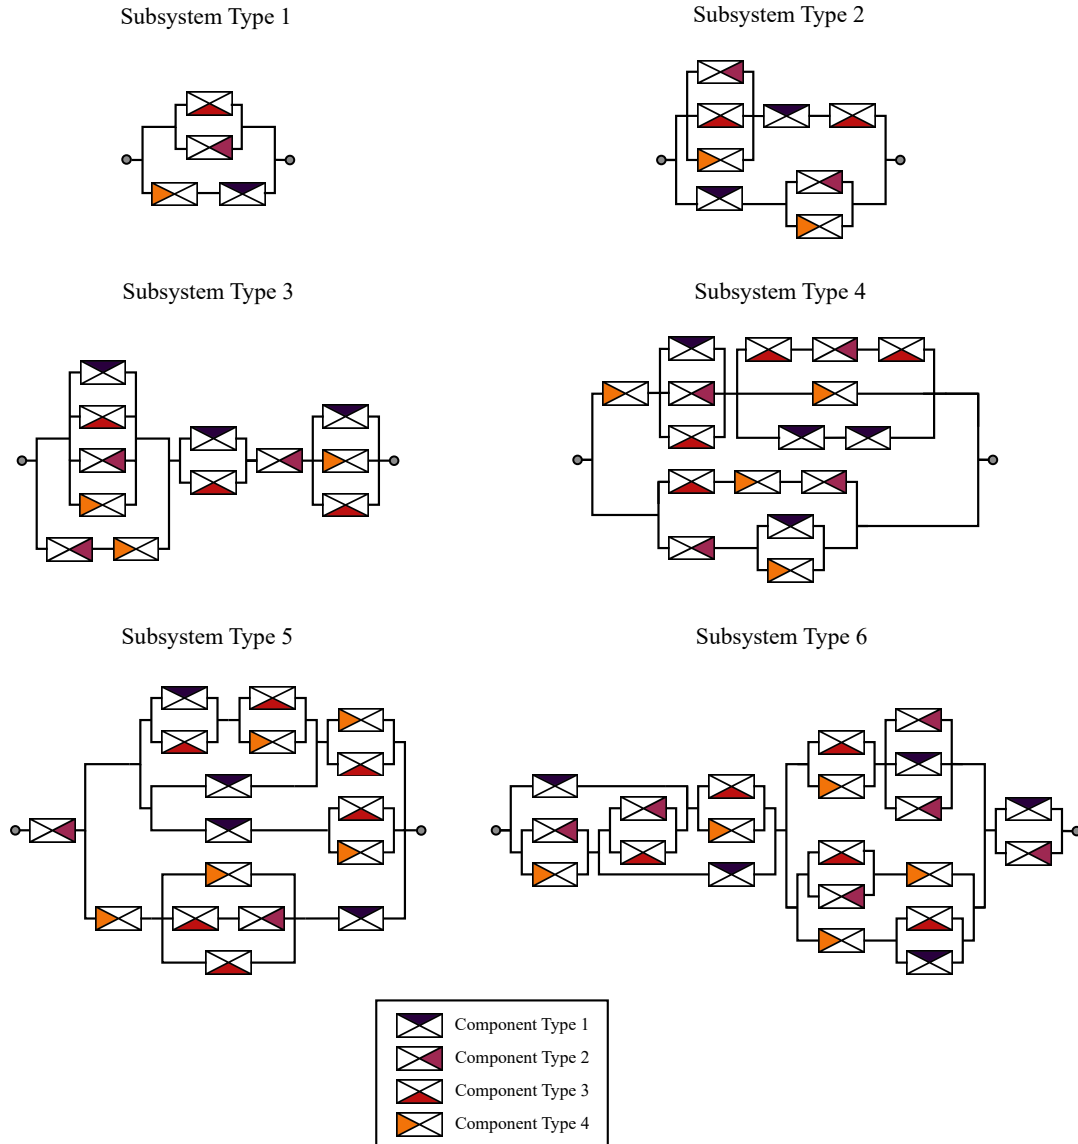 Subsystem Type 1
Subsystem Type 2
Subsystem Type 3
Subsystem Type 4
Subsystem Type 5
Subsystem Type 6
Component Type 1
Component Type 2
Component Type 3
Component Type 4